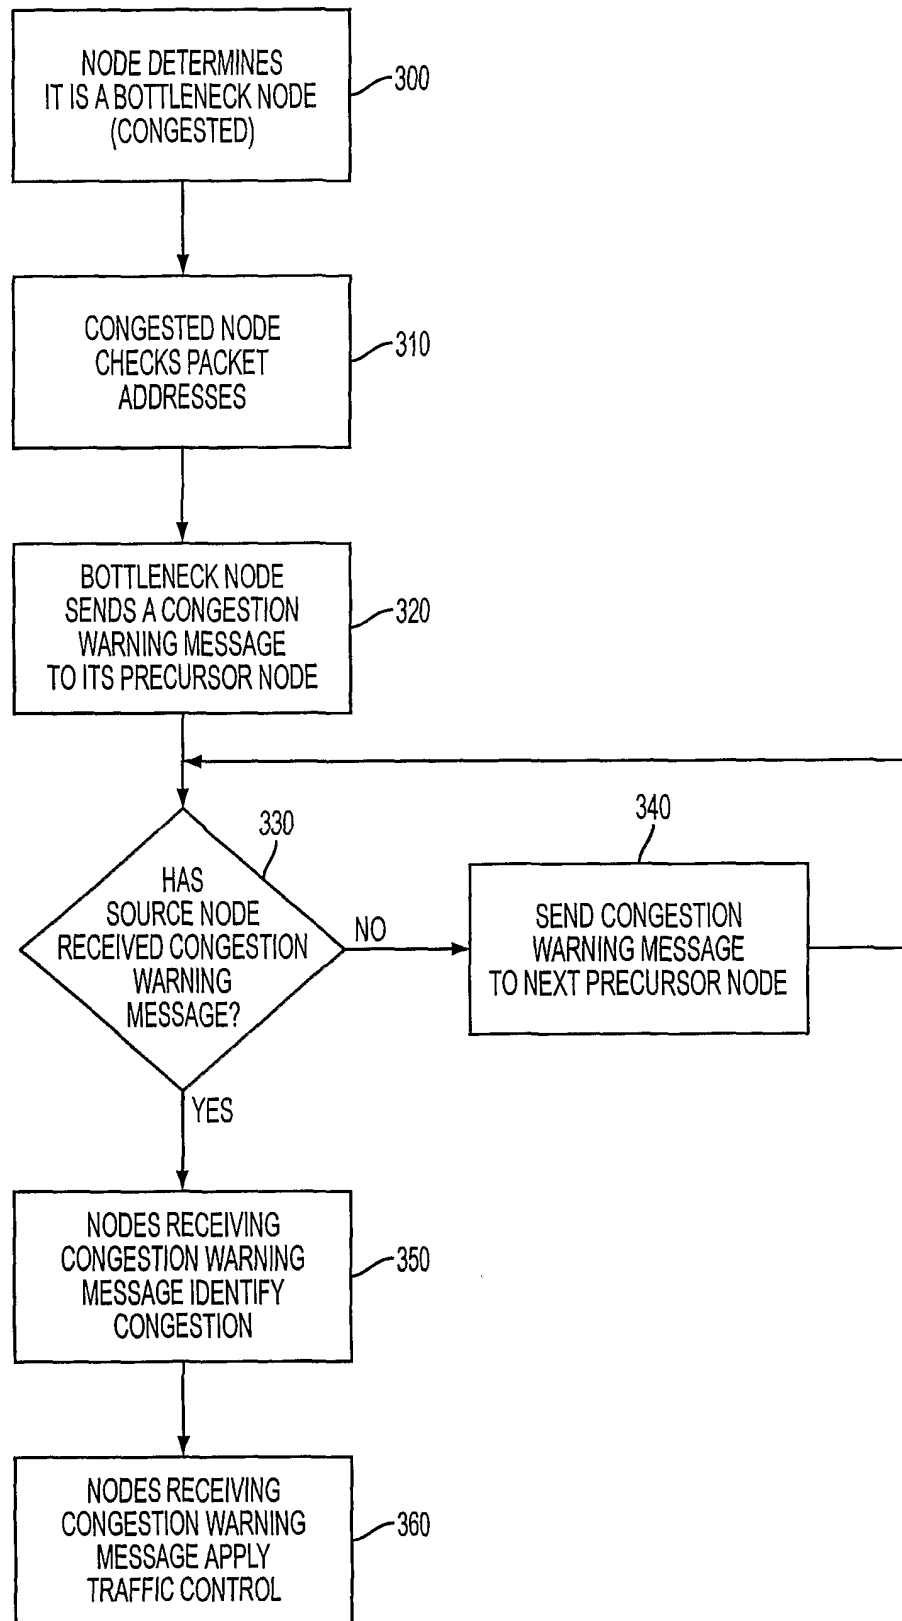 NODE DETERMINES
IT IS A BOTTLENECK NODE
(CONGESTED)
300
CONGESTED NODE
CHECKS PACKET
ADDRESSES
310
BOTTLENECK NODE
SENDS A CONGESTION
WARNING MESSAGE
TO ITS PRECURSOR NODE
320
330
HAS
SOURCE NODE
RECEIVED CONGESTION
WARNING
MESSAGE?
NO
340
SEND CONGESTION
WARNING MESSAGE
TO NEXT PRECURSOR NODE
YES
NODES RECEIVING
CONGESTION WARNING
MESSAGE IDENTIFY
CONGESTION
350
NODES RECEIVING
CONGESTION WARNING
MESSAGE APPLY
TRAFFIC CONTROL
360